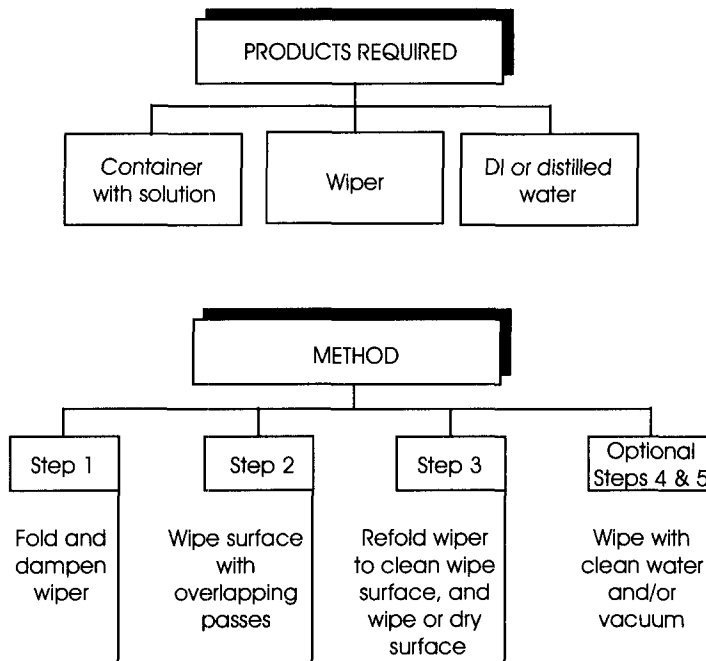 PRODUCTS REQUIRED
Container
with solution
Wiper
DI or distilled
water
METHOD
Step 1
Fold and
dampen
wiper
Step 2
Wipe surface
with
overlapping
passes
Step 3
Refold wiper
to clean wipe
surface, and
wipe or dry
surface
Optional
Steps 4 & 5
Wipe with
clean water
and/or
vacuum